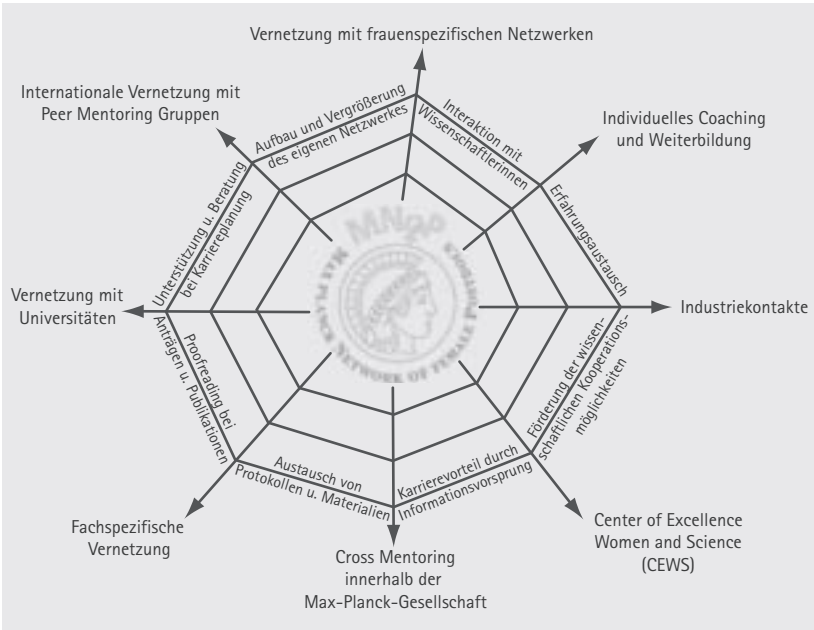 Vernetzung mit frauenspezifischen Netzwerken
Internationale Vernetzung mit
Peer Mentoring Gruppen
Aufbau und Vergrößerung
des eigenen Netzwerkes
Interaktion mit
Wissenschaftlerinnen
Individuelles Coaching
und Weiterbildung
Unterstützung u. Beratung
bei Karriereplanung
Erfahrungsaustausch
MNoP
MAX PLANCK NETWORK OF FEMALE POSTDOCS
Vernetzung mit
Universitäten
Industriekontakte
Proofreading bei
Anträgen u. Publikationen
Förderung der wissen-
schaftlichen Kooperations-
möglichkeiten
Austausch von
Protokollen u. Materialien
Karrierevorteil durch
Informationsvorsprung
Fachspezifische
Vernetzung
Cross Mentoring
innerhalb der
Max-Planck-Gesellschaft
Center of Excellence
Women and Science
(CEWS)